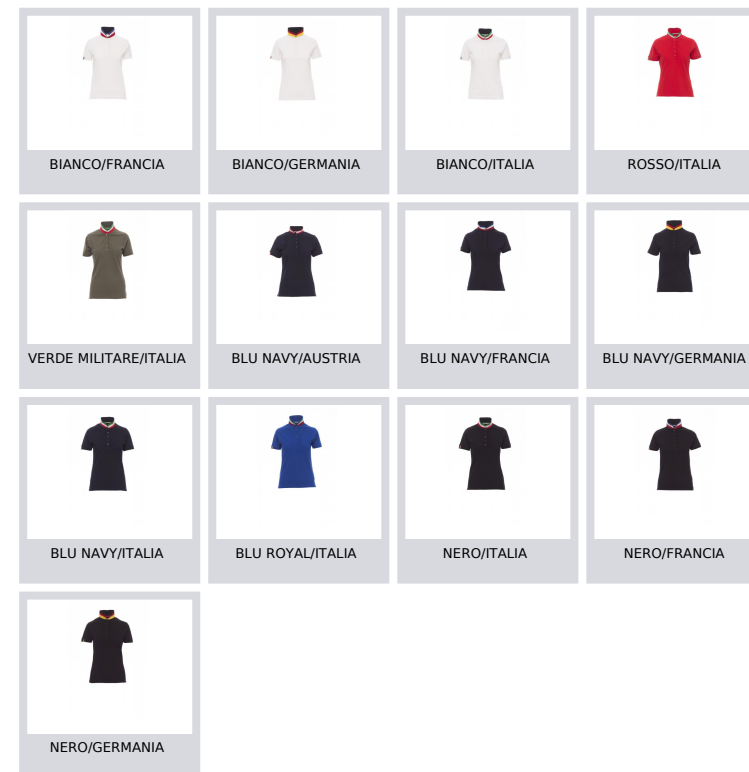 BIANCO/FRANCIA
BIANCO/GERMANIA
BIANCO/ITALIA
ROSSO/ITALIA
VERDE MILITARE/ITALIA
BLU NAVY/AUSTRIA
BLU NAVY/FRANCIA
BLU NAVY/GERMANIA
BLU NAVY/ITALIA
BLU ROYAL/ITALIA
NERO/ITALIA
NERO/FRANCIA
NERO/GERMANIA